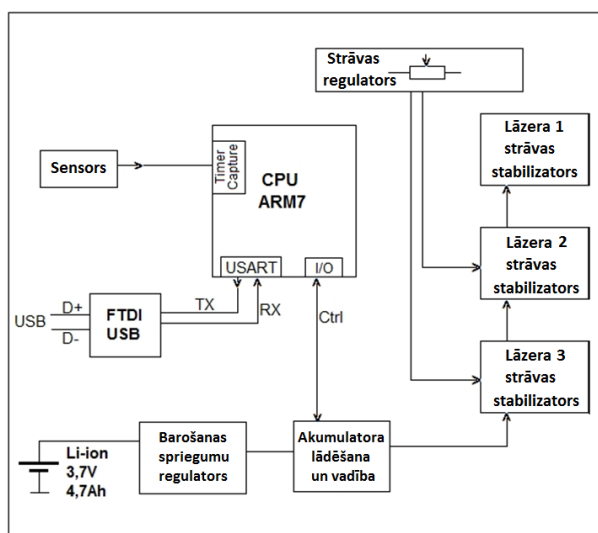 Strāvas
regulators
Lāzera 1
strāvas
stabilizators
Sensors
Timer
Capture
CPU
ARM7
USART
I/O
Lāzera 2
strāvas
stabilizators
USB
D+
D-
FTDI
USB
TX
RX
Ctrl
Lāzera 3
strāvas
stabilizators
Li-ion
3,7V
4,7Ah
Barošanas
spriegumu
regulators
Akumulatora
lādēšana
un vadība